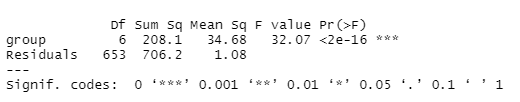 Df Sum Sq Mean Sq F value Pr(>F)
group 6 208.1 34.68 32.07 <2e-16 ***
Residuals 653 706.2 1.08
---
Signif. codes: 0 ‘***’ 0.001 ‘**’ 0.01 ‘*’ 0.05 ‘.’ 0.1 ‘ ’ 1